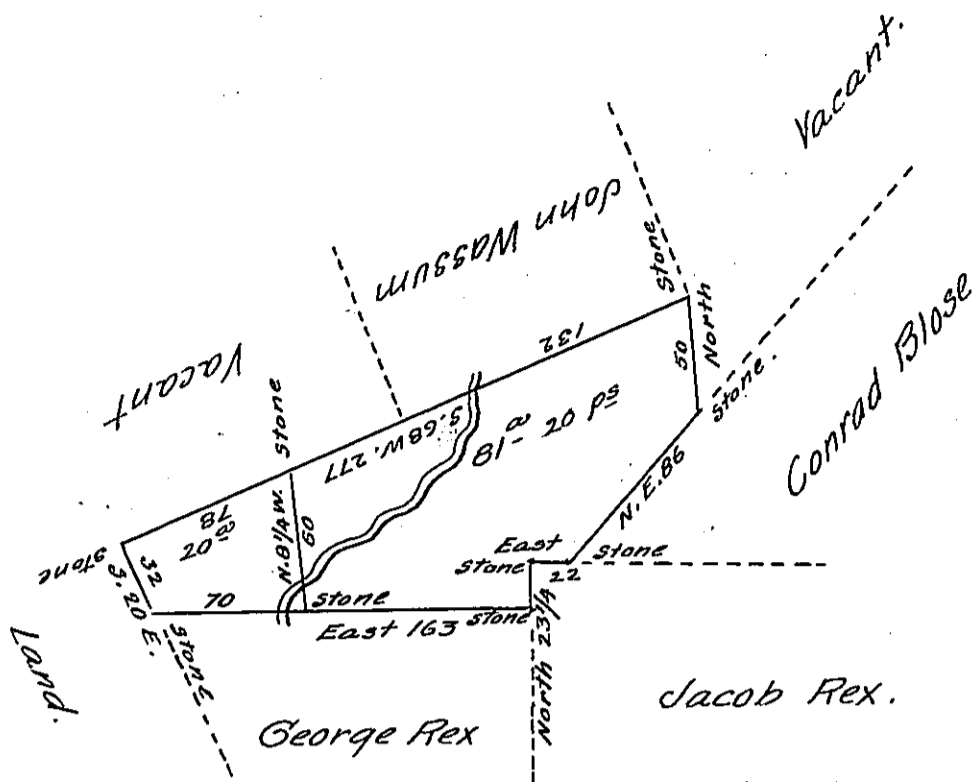 Vacant.
John Wassum
Stone
North
50
132
Vacant
Stone
S. 68 W. 277
81 a - 20 ps
Stone.
Conrad Blose
78
20 a
N. 8 1/4 W.
60
N.E. 86
Stone
32
S. 20 E.
Stone
70
Stone
East 163
Stone
East
Stone
22
Stone
North 23 1/4
Land.
George Rex
Jacob Rex.